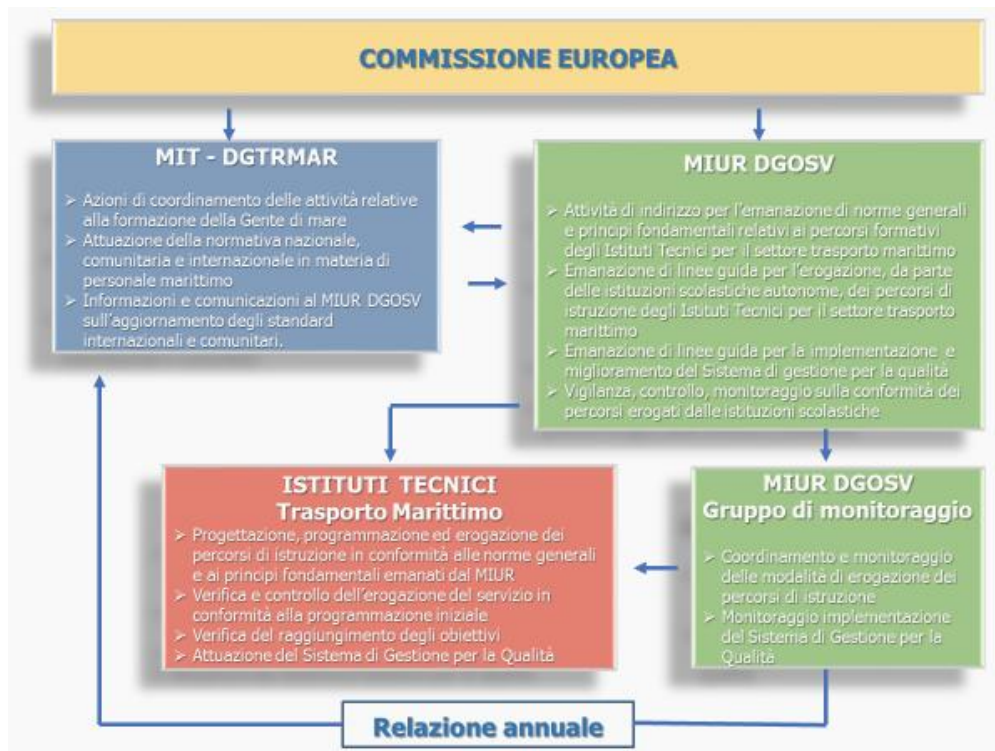 COMMISSIONE EUROPEA
MIT - DGTRMAR
➢ Azioni di coordinamento delle attività relative
alla formazione della Gente di mare
➢ Attuazione della normativa nazionale,
comunitaria e internazionale in materia di
personale marittimo
➢ Informazioni e comunicazioni al MIUR DGOSV
sull'aggiornamento degli standard
internazionali e comunitari.
MIUR DGOSV
➢ Attività di indirizzo per l'emanazione di norme generali
e principi fondamentali relativi ai percorsi formativi
degli Istituti Tecnici per il settore trasporto marittimo
➢ Emanazione di linee guida per l'erogazione, da parte
delle istituzioni scolastiche autonome, dei percorsi di
istruzione degli Istituti Tecnici per il settore trasporto
marittimo
➢ Emanazione di linee guida per la implementazione e
miglioramento del Sistema di gestione per la qualità
➢ Vigilanza, controllo, monitoraggio sulla conformità dei
percorsi erogati dalle istituzioni scolastiche
ISTITUTI TECNICI
Trasporto Marittimo
➢ Progettazione, programmazione ed erogazione dei
percorsi di istruzione in conformità alle norme generali
e ai principi fondamentali emanati dal MIUR
➢ Verifica e controllo dell'erogazione del servizio in
conformità alla programmazione iniziale
➢ Verifica del raggiungimento degli obiettivi
➢ Attuazione del Sistema di Gestione per la Qualità
MIUR DGOSV
Gruppo di monitoraggio
➢ Coordinamento e monitoraggio
delle modalità di erogazione dei
percorsi di istruzione
➢ Monitoraggio implementazione
del Sistema di Gestione per la
Qualità
Relazione annuale